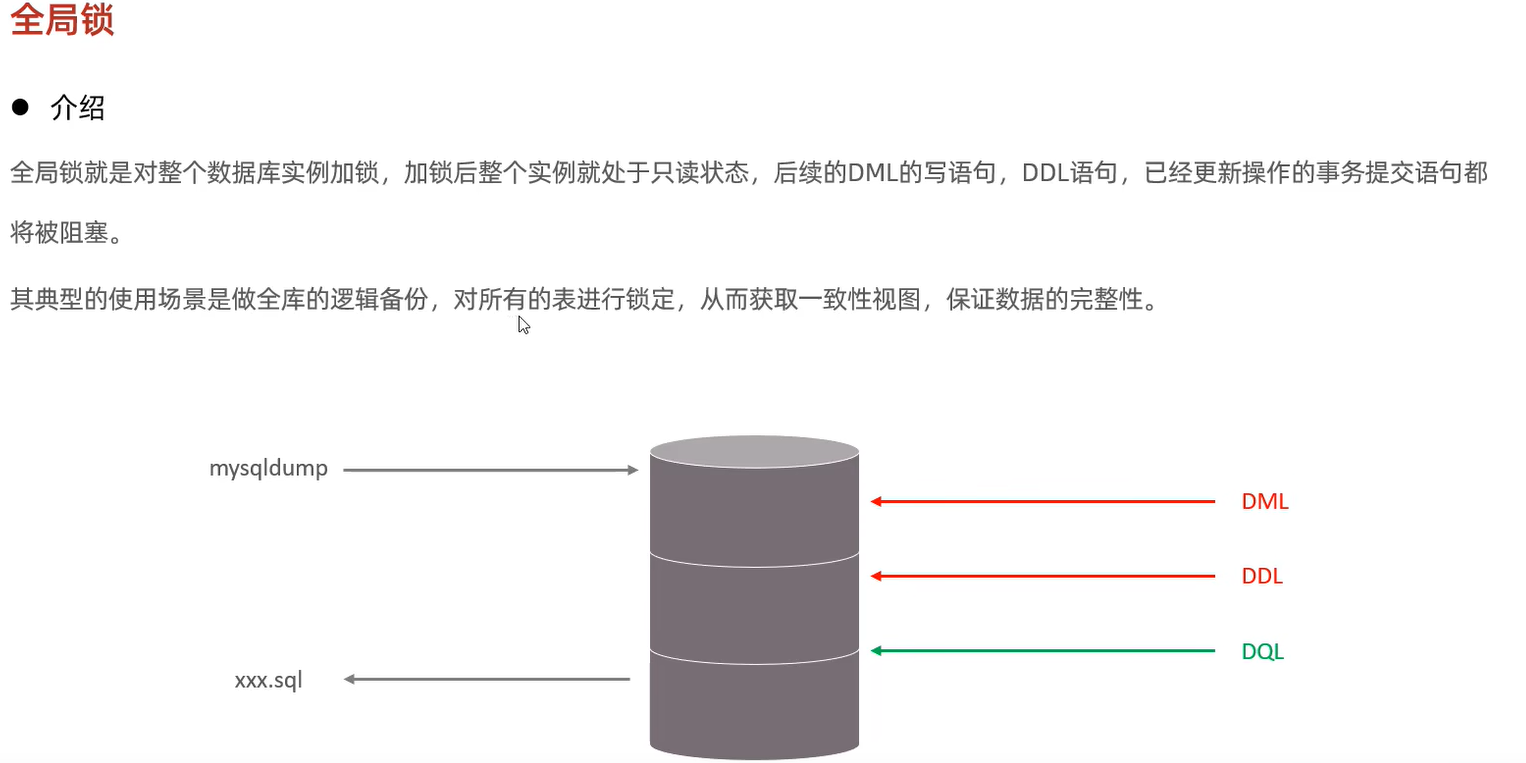 全局锁
● 介绍
全局锁就是对整个数据库实例加锁，加锁后整个实例就处于只读状态，后续的DML的写语句，DDL语句，已经更新操作的事务提交语句都
将被阻塞。
其典型的使用场景是做全库的逻辑备份，对所有的表进行锁定，从而获取一致性视图，保证数据的完整性。
mysqldump
DML
DDL
DQL
xxx.sql